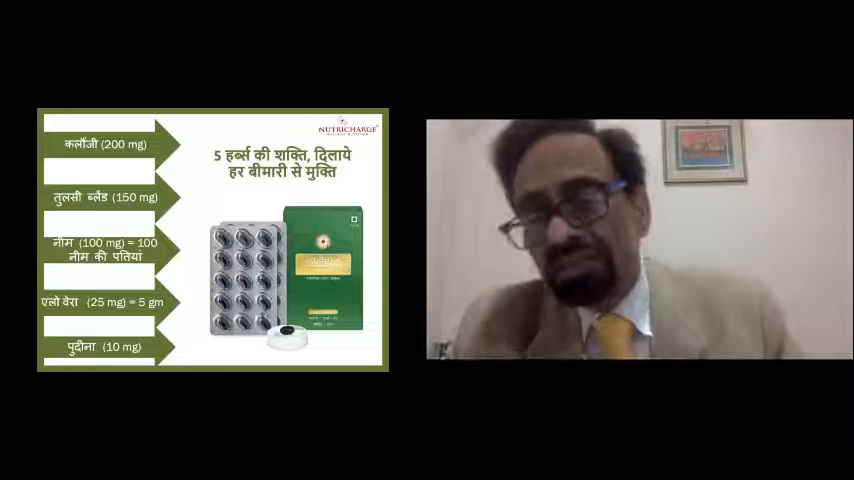 कलौंजी (200 mg)
तुलसी ब्लेंड (150 mg)
नीम (100 mg) = 100
नीम की पत्तियां
एलो वेरा (25 mg) = 5 gm
पुदीना (10 mg)
NUTRICHARGE
5 हर्ब्स की शक्ति, दिलाये
हर बीमारी से मुक्ति